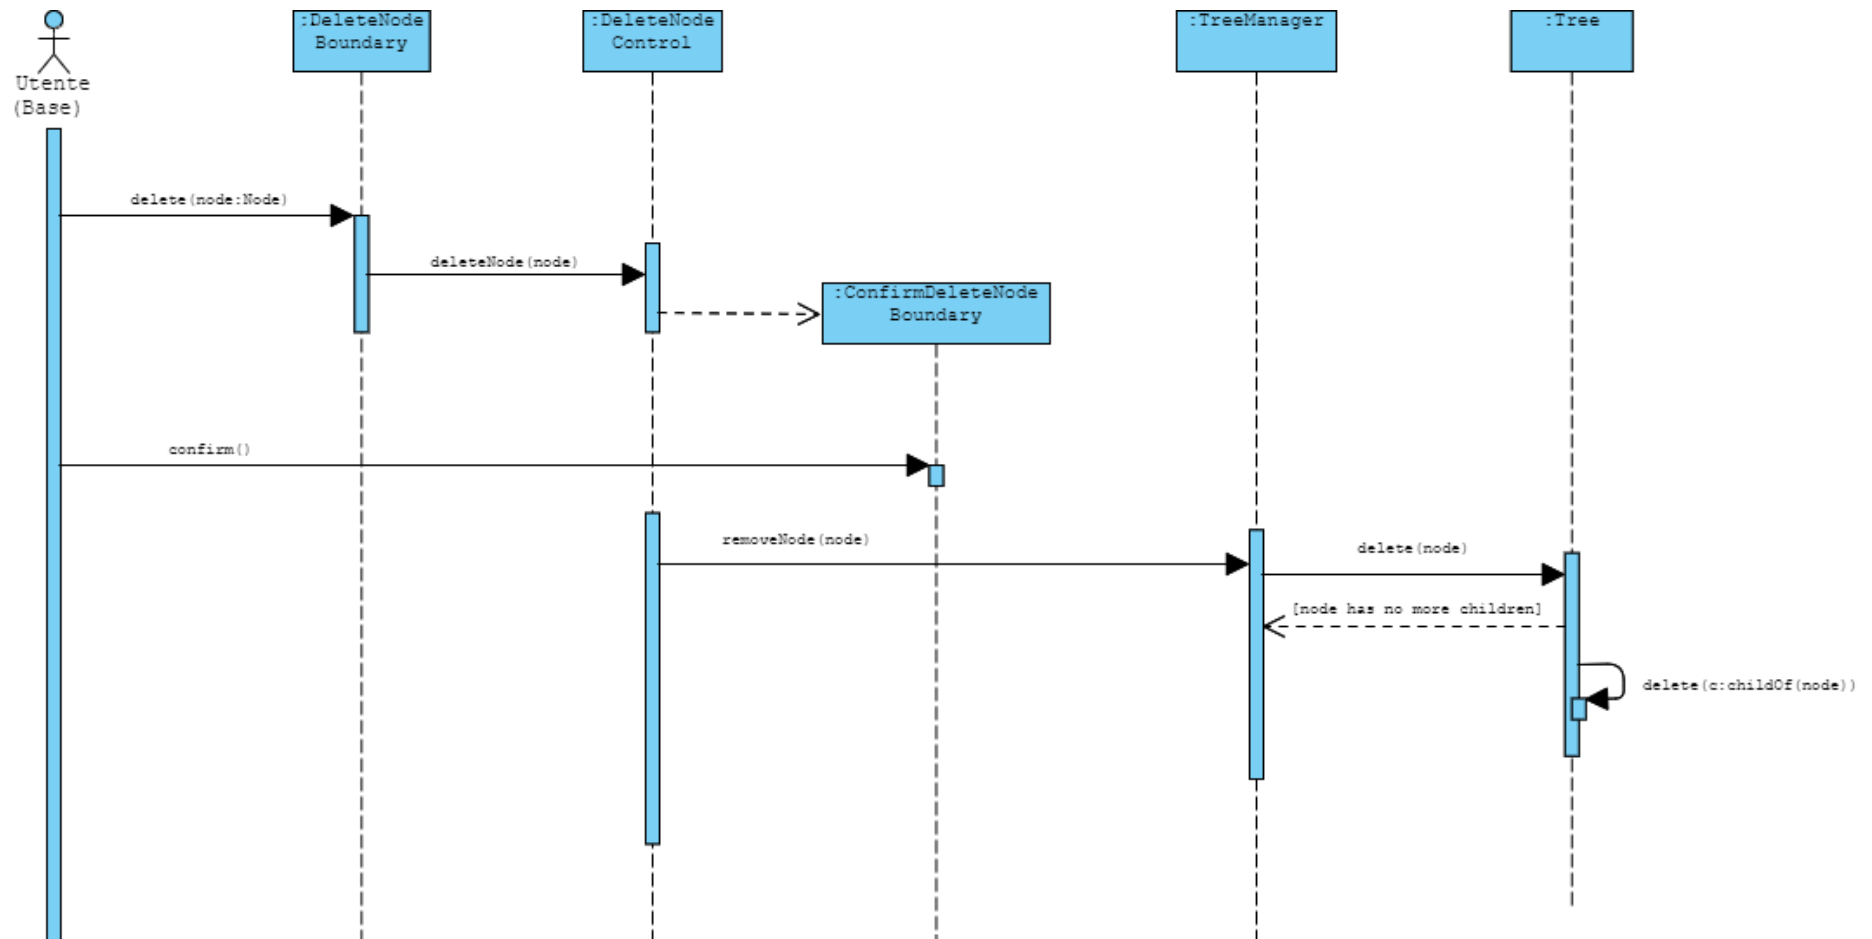 :DeleteNode
Boundary
:DeleteNode
Control
:TreeManager
:Tree
Utente
(Base)
delete(node:Node)
deleteNode(node)
:ConfirmDeleteNode
Boundary
confirm()
removeNode(node)
delete(node)
[node has no more children]
delete(c:childOf(node))